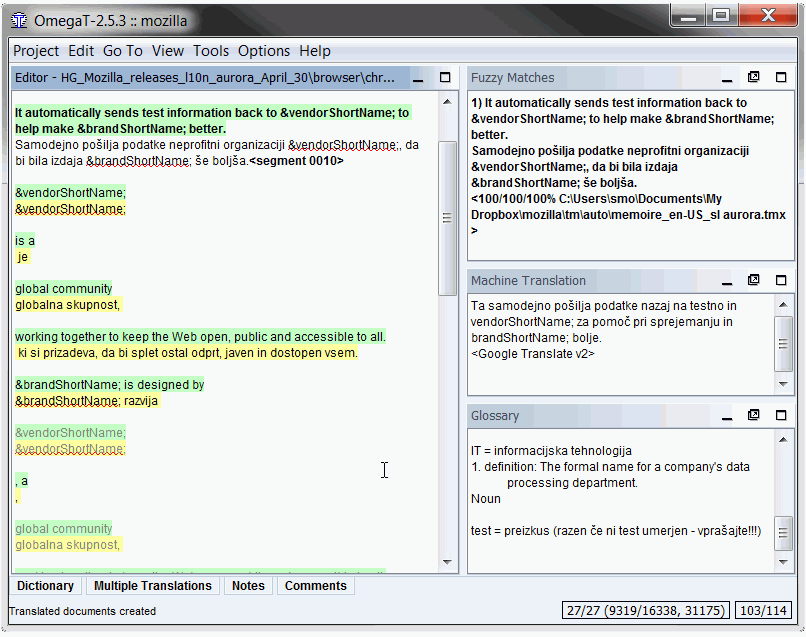 OmegaT-2.5.3 :: mozilla
Project Edit Go To View Tools Options Help
Editor - HG_Mozilla_releases_l10n_aurora_April_30\browser\chr...
It automatically sends test information back to &vendorShortName; to
help make &brandShortName; better.
Samodejno pošilja podatke neprofitni organizaciji &vendorShortName;, da
bi bila izdaja &brandShortName; še boljša.<segment 0010>
&vendorShortName;
&vendorShortName;
is a
je
global community
globalna skupnost,
working together to keep the Web open, public and accessible to all.
ki si prizadeva, da bi splet ostal odprt, javen in dostopen vsem.
&brandShortName; is designed by
&brandShortName; razvija
&vendorShortName;
&vendorShortName;
, a
,
global community
globalna skupnost,
Fuzzy Matches
1) It automatically sends test information back to
&vendorShortName; to help make &brandShortName;
better.
Samodejno pošilja podatke neprofitni organizaciji
&vendorShortName;, da bi bila izdaja
&brandShortName; še boljša.
<100/100/100% C:\Users\smo\Documents\My
Dropbox\mozilla\tm\auto\memoire_en-US_sl aurora.tmx
>
Machine Translation
Ta samodejno pošilja podatke nazaj na testno in
vendorShortName; za pomoč pri sprejemanju in
brandShortName; bolje.
<Google Translate v2>
Glossary
IT = informacijska tehnologija
1. definition: The formal name for a company's data
processing department.
Noun
test = preizkus (razen če ni test umerjen - vprašajte!!!)
Dictionary Multiple Translations Notes Comments
Translated documents created
27/27 (9319/16338, 31175) 103/114